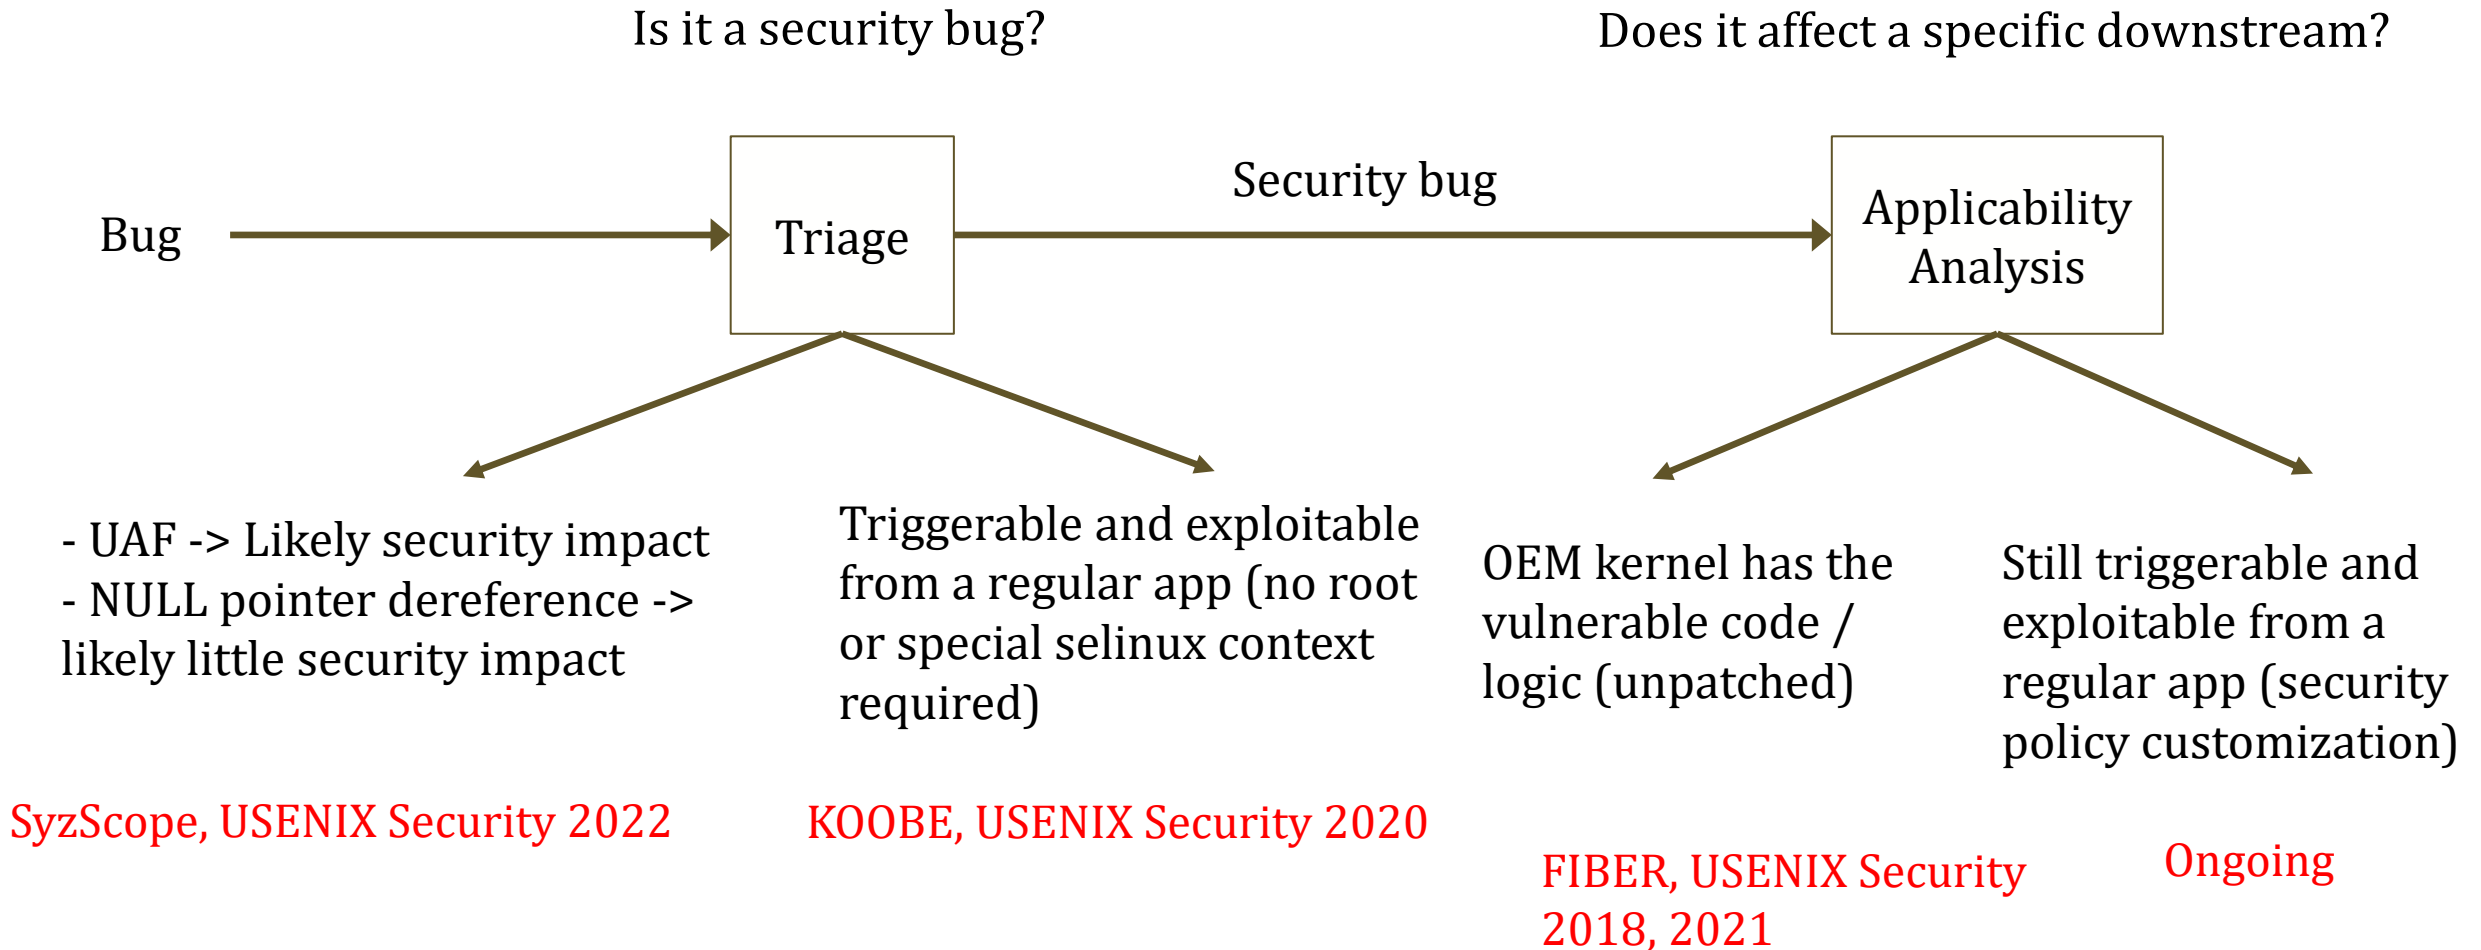 Is it a security bug?
Does it affect a specific downstream?
Bug
Triage
Security bug
Applicability
Analysis
- UAF -> Likely security impact
- NULL pointer dereference ->
likely little security impact
Triggerable and exploitable
from a regular app (no root
or special selinux context
required)
OEM kernel has the
vulnerable code /
logic (unpatched)
Still triggerable and
exploitable from a
regular app (security
policy customization)
SyzScope, USENIX Security 2022
KOOBE, USENIX Security 2020
FIBER, USENIX Security
2018, 2021
Ongoing